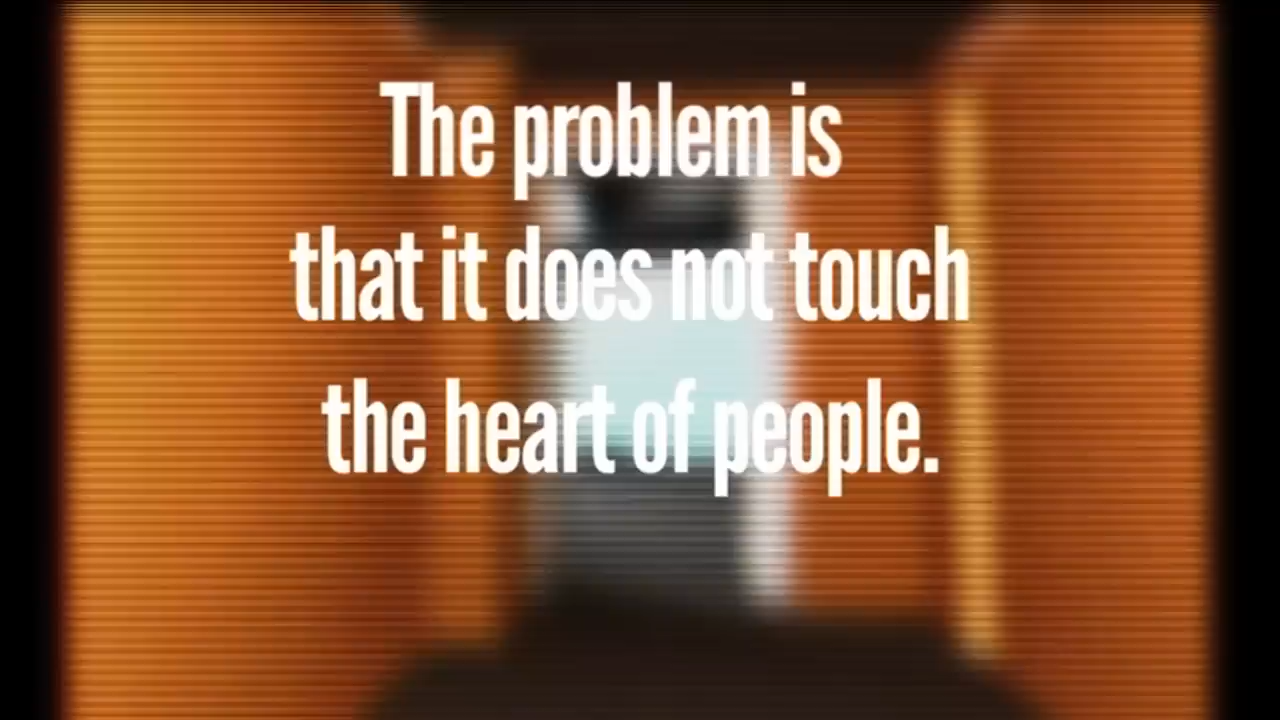 The problem is
that it does not touch
the heart of people.